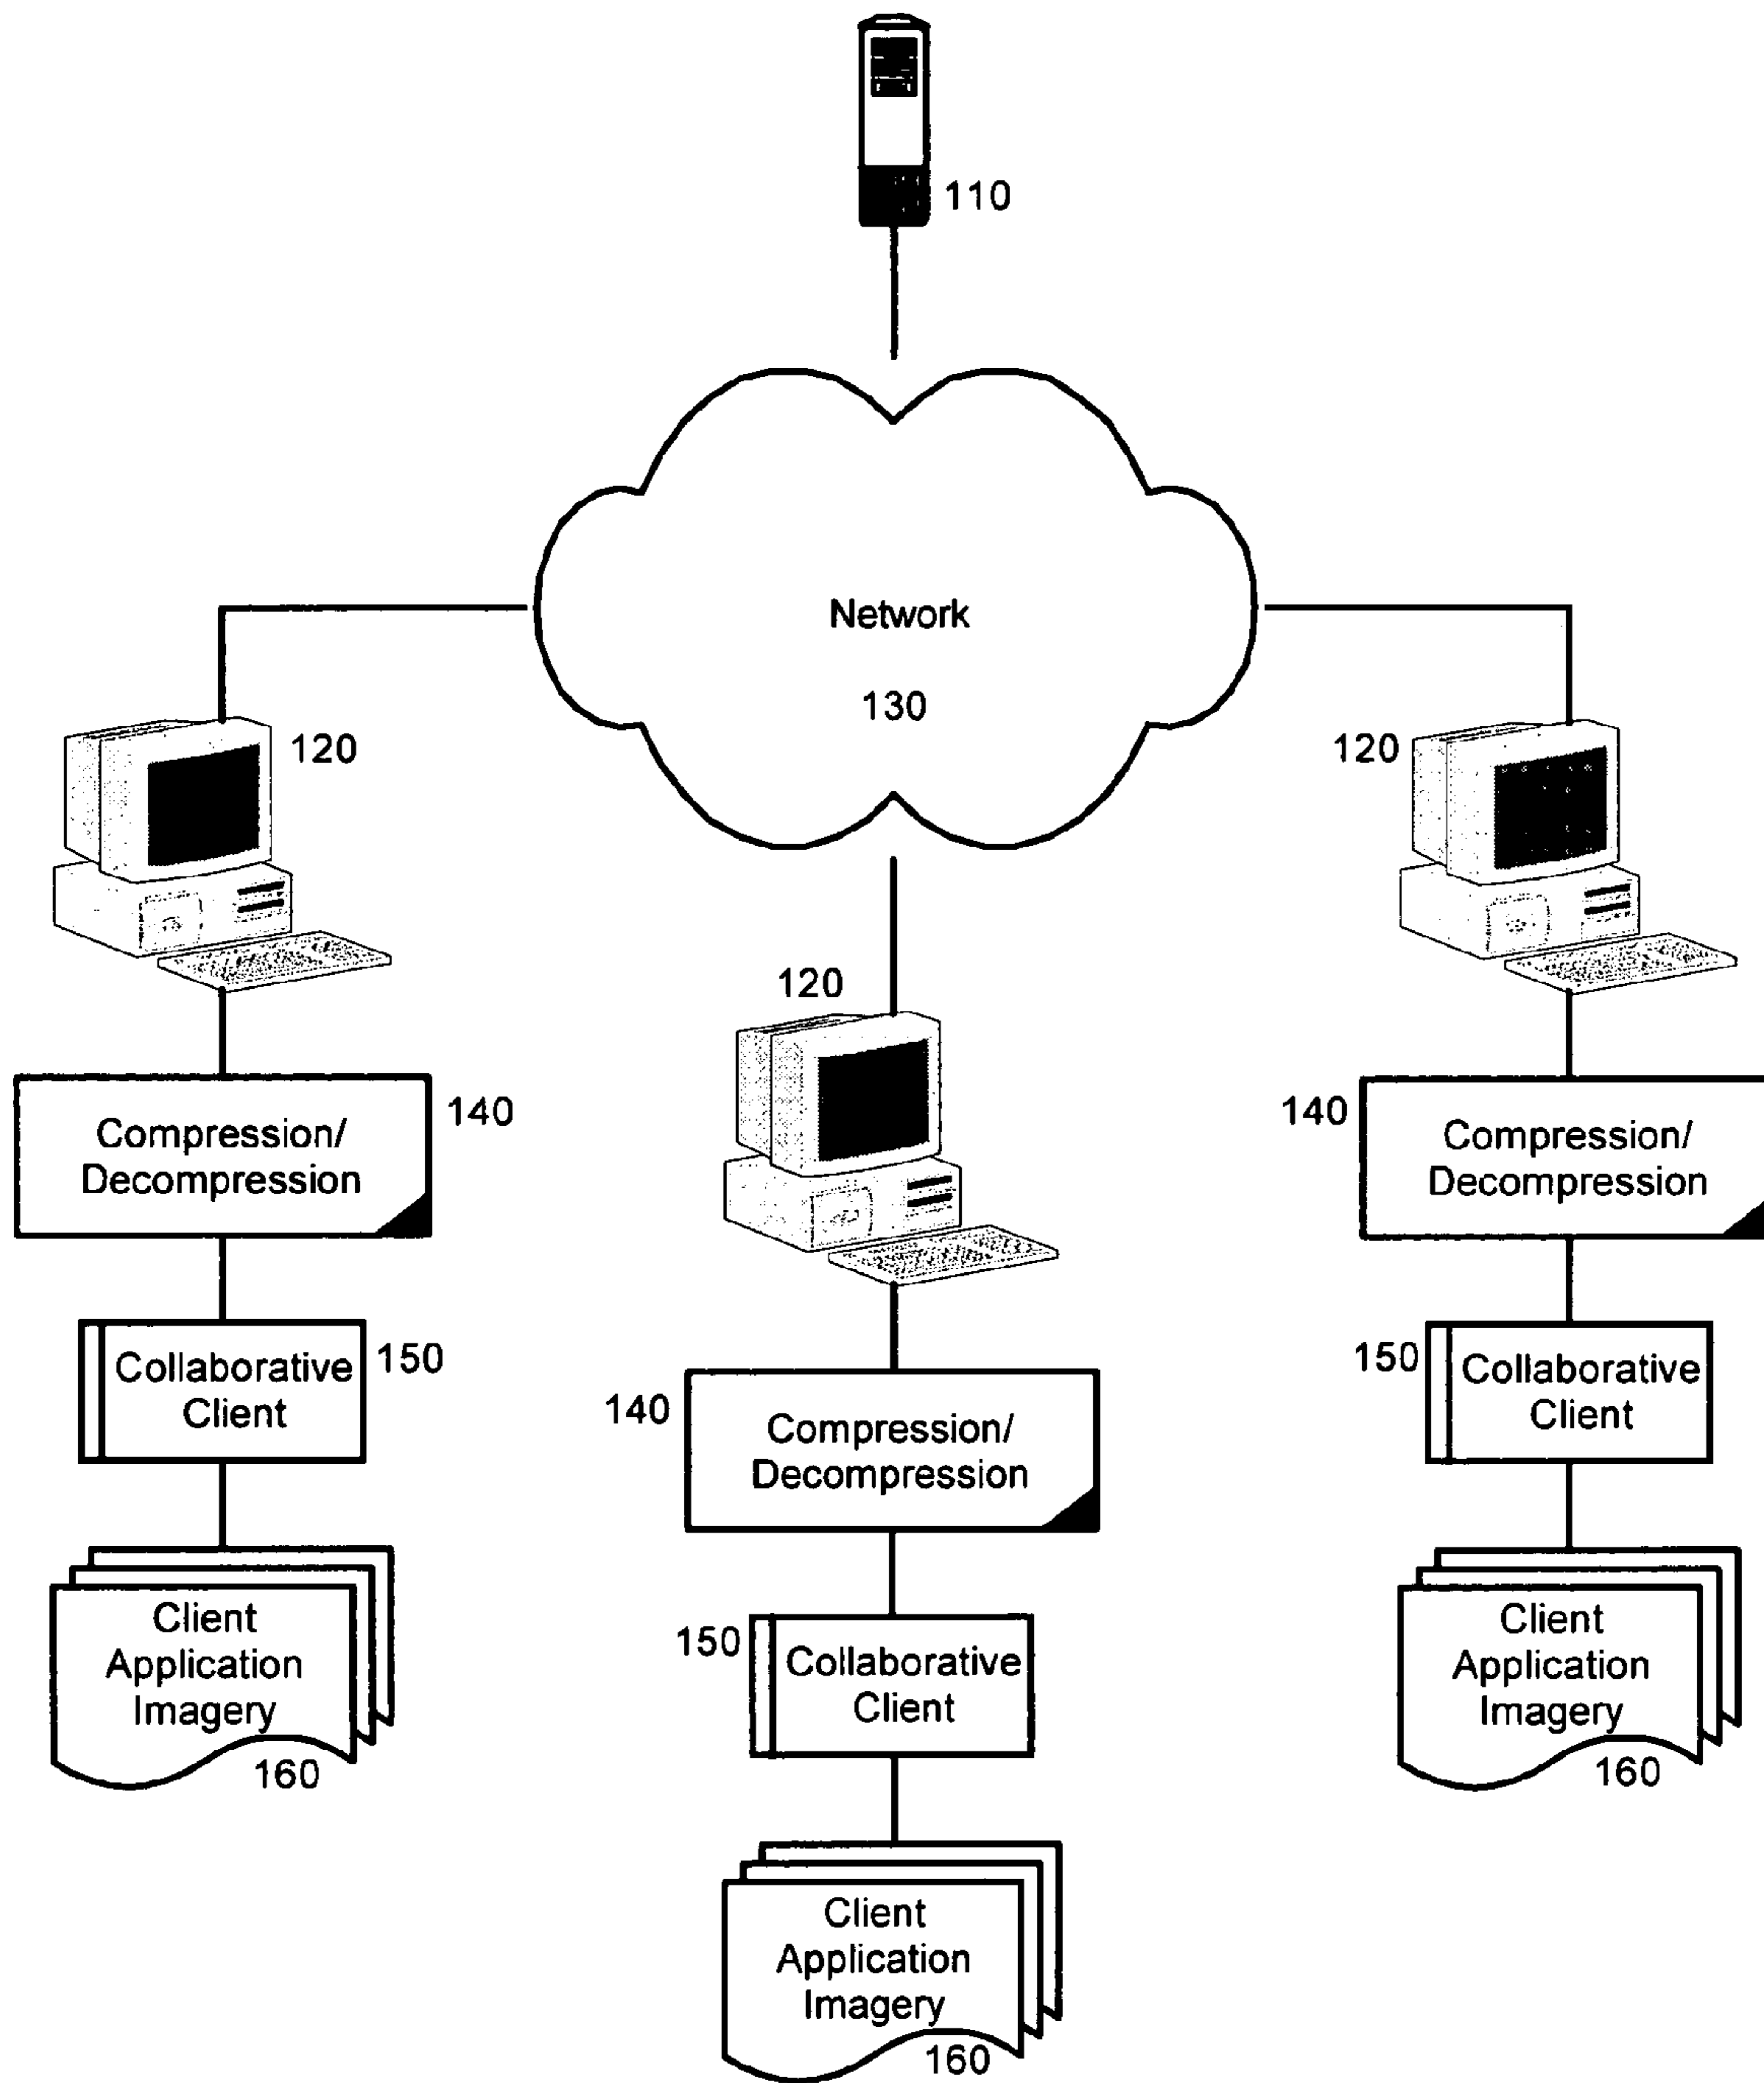 110
Network
130
120
120
120
Compression/
Decompression
140
140
Compression/
Decompression
Collaborative
Client
150
140
Compression/
Decompression
150
Collaborative
Client
Client
Application
Imagery
160
150
Collaborative
Client
Client
Application
Imagery
160
Client
Application
Imagery
160